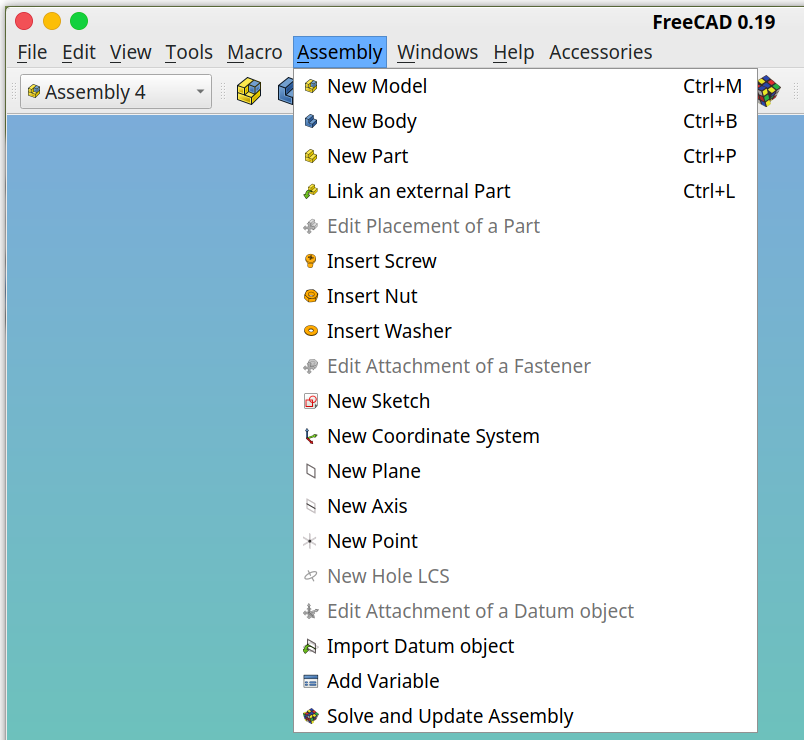 FreeCAD 0.19
File Edit View Tools Macro Assembly Windows Help Accessories
Assembly 4
New Model Ctrl+M
New Body Ctrl+B
New Part Ctrl+P
Link an external Part Ctrl+L
Edit Placement of a Part
Insert Screw
Insert Nut
Insert Washer
Edit Attachment of a Fastener
New Sketch
New Coordinate System
New Plane
New Axis
New Point
New Hole LCS
Edit Attachment of a Datum object
Import Datum object
Add Variable
Solve and Update Assembly